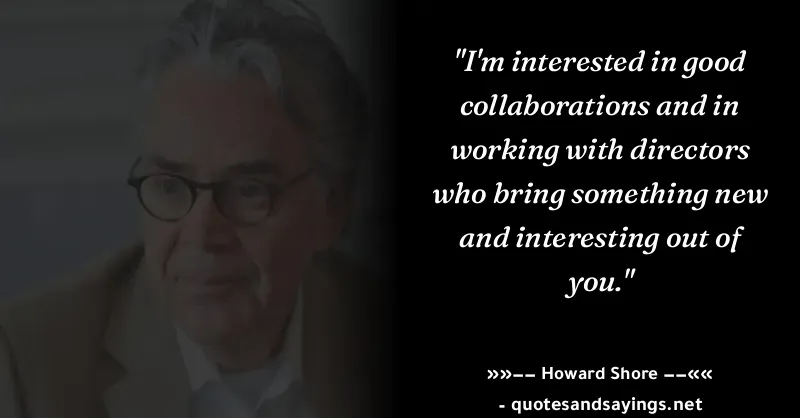 "I'm interested in good
collaborations and in
working with directors
who bring something new
and interesting out of
you."
»»−− Howard Shore −−««
- quotesandsayings.net